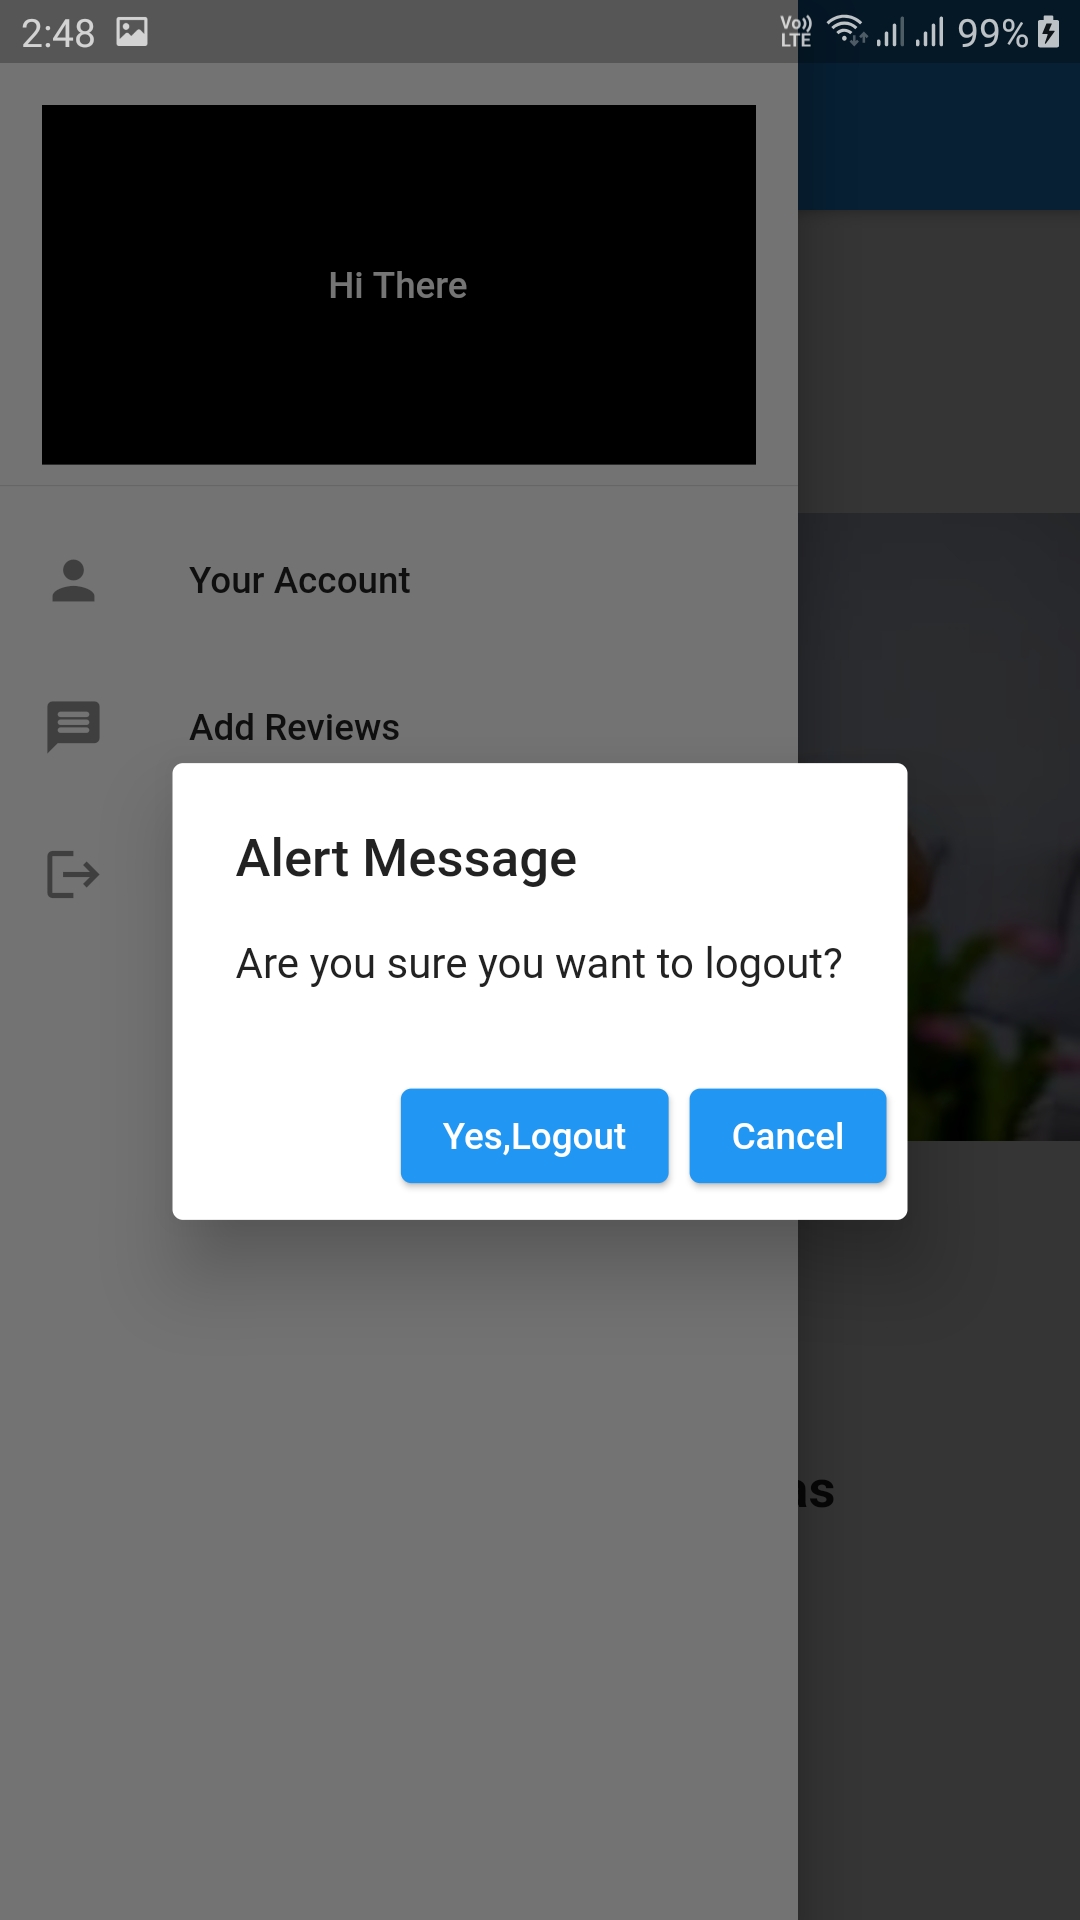 2:48
Vo)) LTE 99%
Hi There
Your Account
Add Reviews
Alert Message
Are you sure you want to logout?
Yes,Logout Cancel